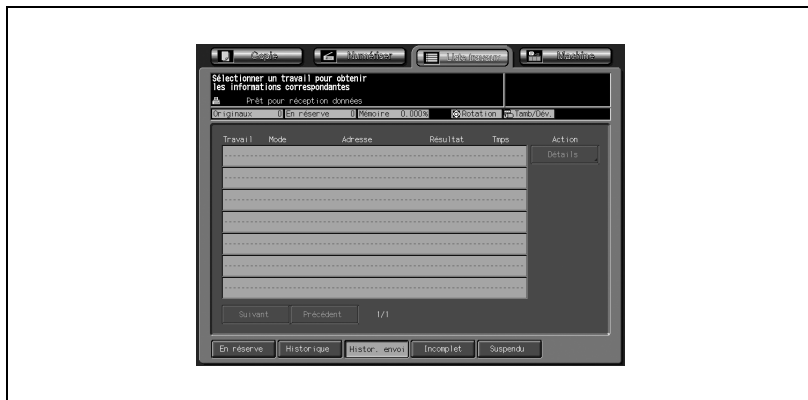 Copie Numériser Liste travaux Machine
Sélectionner un travail pour obtenir
les informations correspondantes
Prêt pour réception données
Originaux 0 En réserve 0 Mémoire 0.000% Rotation Tamb/Dév.
Travail Mode Adresse Résultat Tmps Action
Détails
Suivant Précédent 1/1
En réserve Historique Histor. envoi Incomplet Suspendu